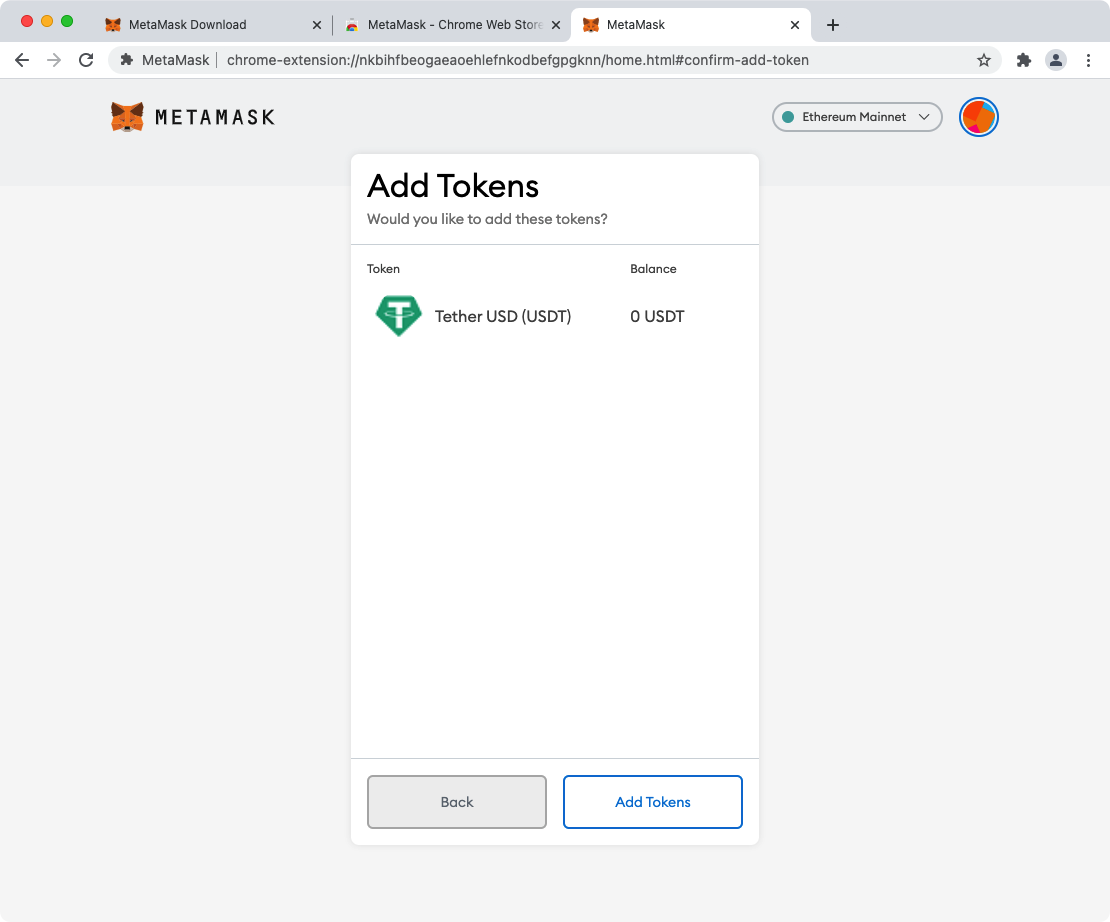 MetaMask Download
MetaMask - Chrome Web Store
MetaMask
MetaMask
chrome-extension://nkbihfbeogaeaoehlefnkodbefgpgknn/home.html#confirm-add-token
METAMASK
Ethereum Mainnet
Add Tokens
Would you like to add these tokens?
Token Balance
Tether USD (USDT) 0 USDT
Back Add Tokens